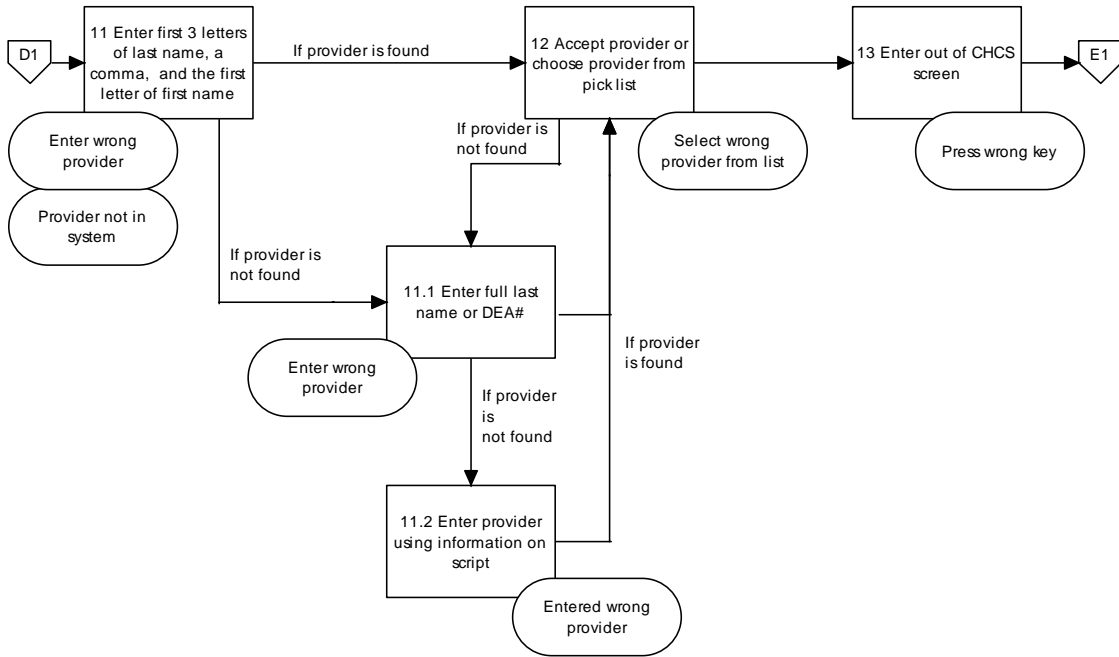 D1
11 Enter first 3 letters
of last name, a
comma, and the first
letter of first name
If provider is found
12 Accept provider or
choose provider from
pick list
13 Enter out of CHCS
screen
E1
Enter wrong
provider
Provider not in
system
If provider is
not found
Select wrong
provider from list
Press wrong key
If provider is
not found
11.1 Enter full last
name or DEA#
Enter wrong
provider
If provider
is found
If provider
is
not found
11.2 Enter provider
using information on
script
Entered wrong
provider